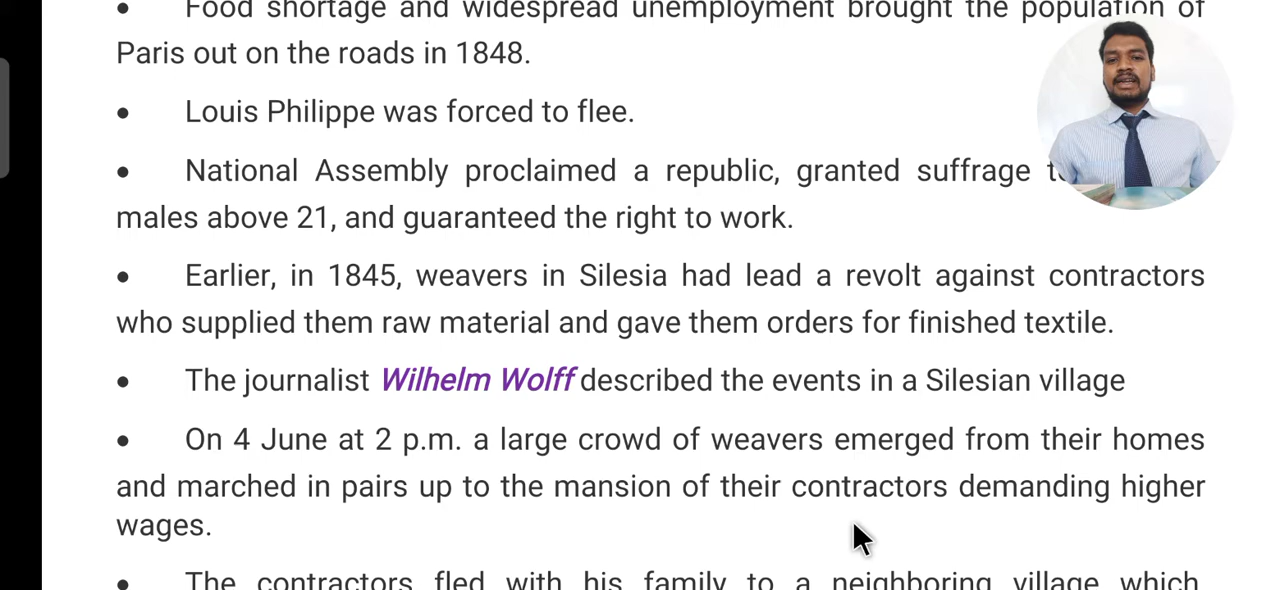 • Food shortage and widespread unemployment brought the population of
Paris out on the roads in 1848.
• Louis Philippe was forced to flee.
• National Assembly proclaimed a republic, granted suffrage
males above 21, and guaranteed the right to work.
• Earlier, in 1845, weavers in Silesia had lead a revolt against contractors
who supplied them raw material and gave them orders for finished textile.
• The journalist Wilhelm Wolff described the events in a Silesian village
• On 4 June at 2 p.m. a large crowd of weavers emerged from their homes
and marched in pairs up to the mansion of their contractors demanding higher
wages.
• The contractors fled with his family to a neighboring village which